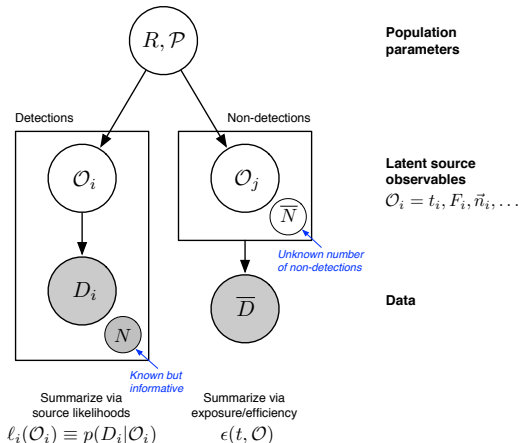 R, 𝒫
Population
parameters
Detections
Non-detections
𝒪ᵢ
𝒪ⱼ
N̅
Latent source
observables
𝒪ᵢ = tᵢ, Fᵢ, n⃗ᵢ, …
Unknown number
of non-detections
Dᵢ
D̅
Data
N
Known but
informative
Summarize via
source likelihoods
ℓᵢ(𝒪ᵢ) ≡ p(Dᵢ|𝒪ᵢ)
Summarize via
exposure/efficiency
ϵ(t, 𝒪)